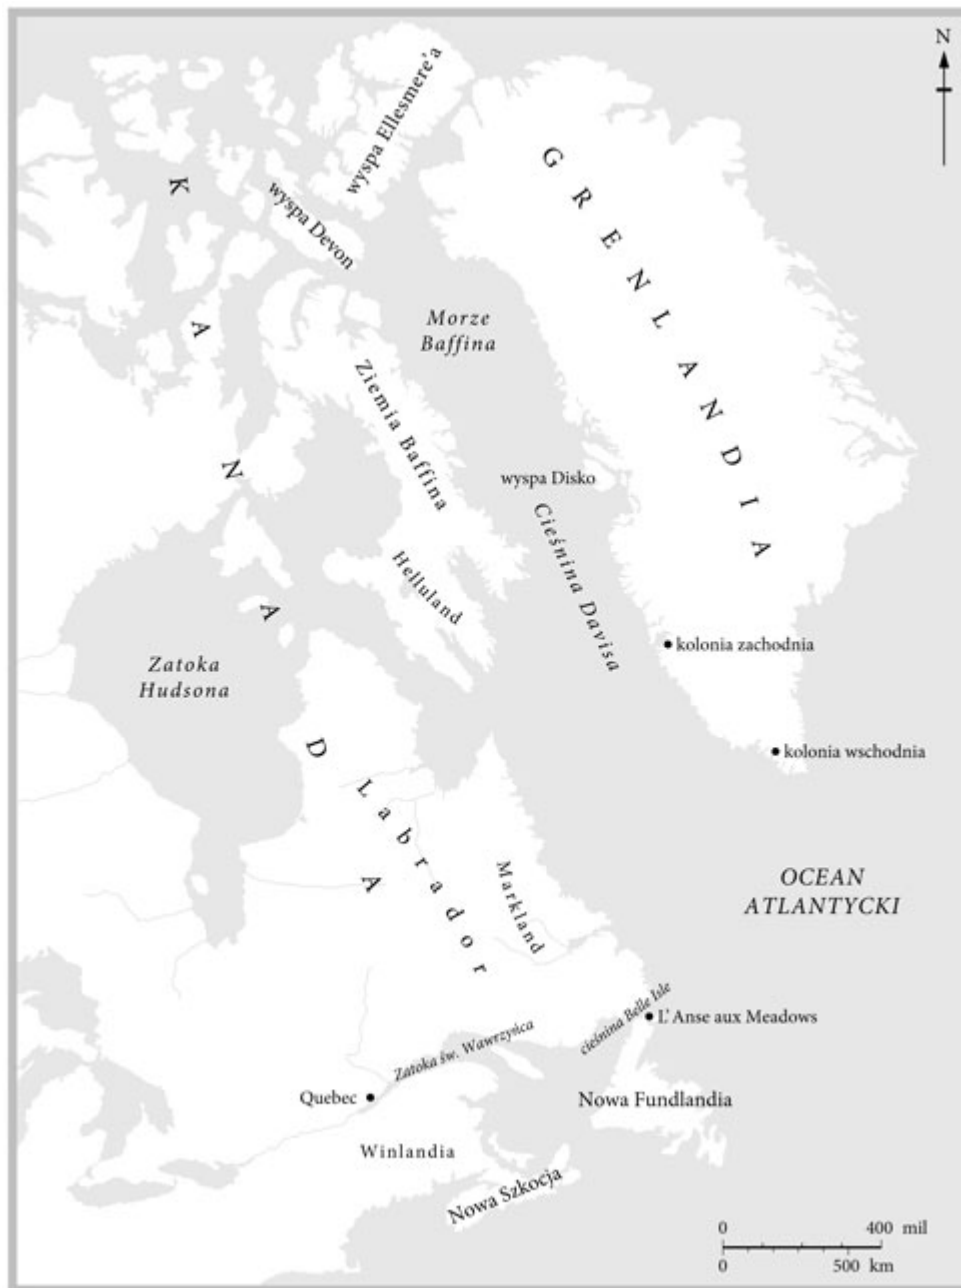 N
wyspa Ellesmere’a
GRENLANDIA
KANADA
wyspa Devon
Morze
Baffina
Ziemia Baffina
wyspa Disko
Cieśnina Davisa
Helluland
kolonia zachodnia
Zatoka
Hudsona
kolonia wschodnia
Labrador
Markland
OCEAN
ATLANTYCKI
cieśnina Belle Isle
L’ Anse aux Meadows
Zatoka św. Wawrzyńca
Quebec
Nowa Fundlandia
Winlandia
Nowa Szkocja
0 400 mil
0 500 km